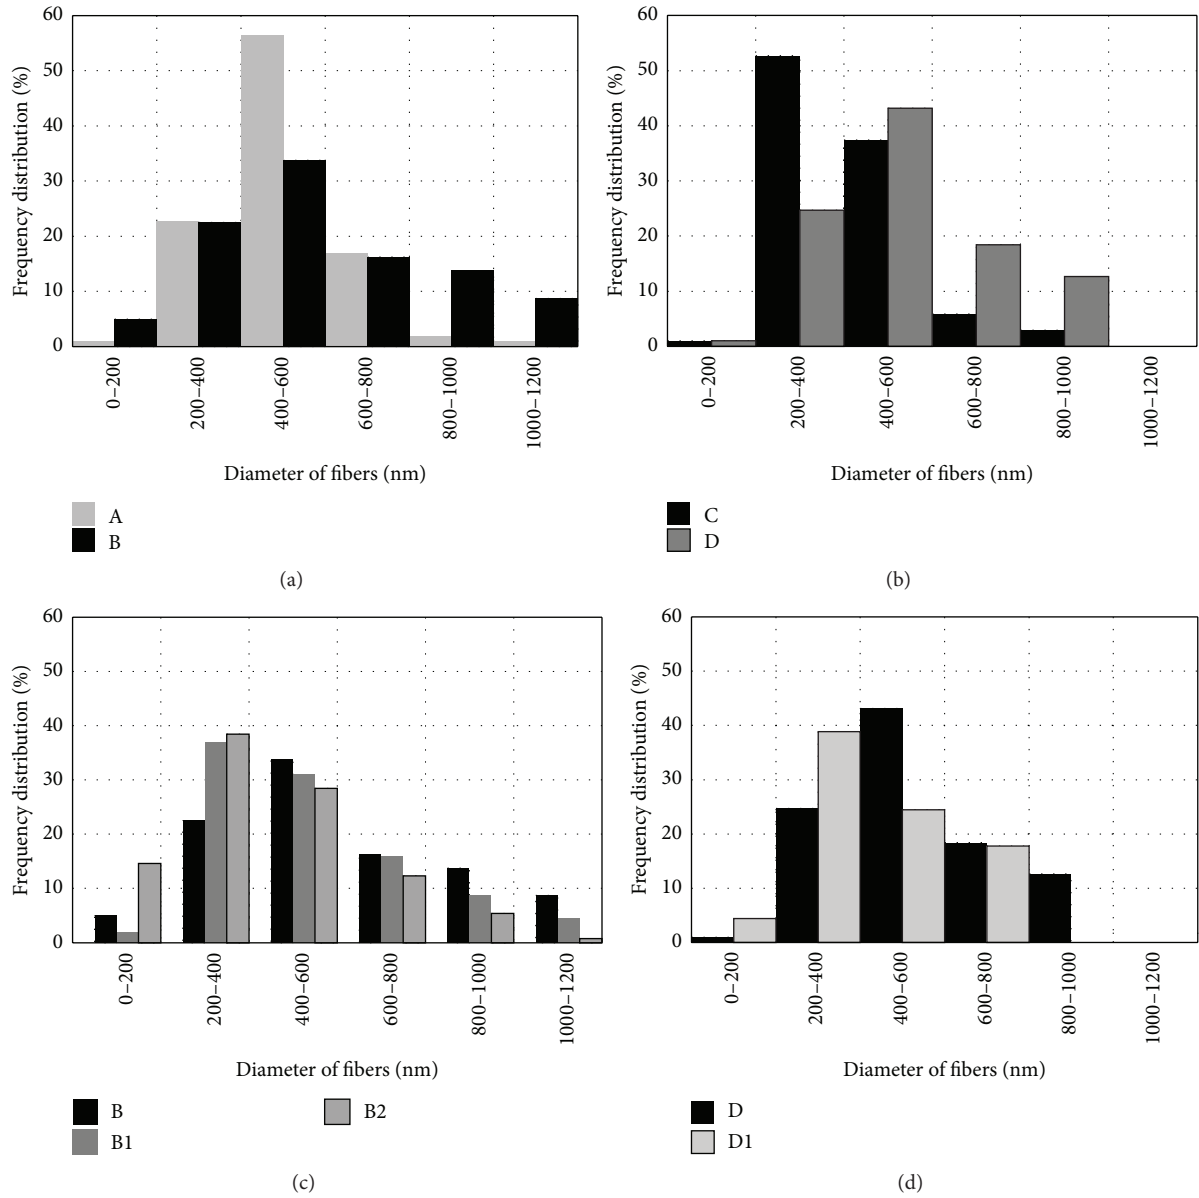 60
50
40
30
20
10
0
Frequency distribution (%)
0–200
200–400
400–600
600–800
800–1000
1000–1200
Diameter of fibers (nm)
A
B
(a)
60
50
40
30
20
10
0
Frequency distribution (%)
0–200
200–400
400–600
600–800
800–1000
1000–1200
Diameter of fibers (nm)
C
D
(b)
60
50
40
30
20
10
0
Frequency distribution (%)
0–200
200–400
400–600
600–800
800–1000
1000–1200
Diameter of fibers (nm)
B
B1
B2
(c)
60
50
40
30
20
10
0
Frequency distribution (%)
0–200
200–400
400–600
600–800
800–1000
1000–1200
Diameter of fibers (nm)
D
D1
(d)